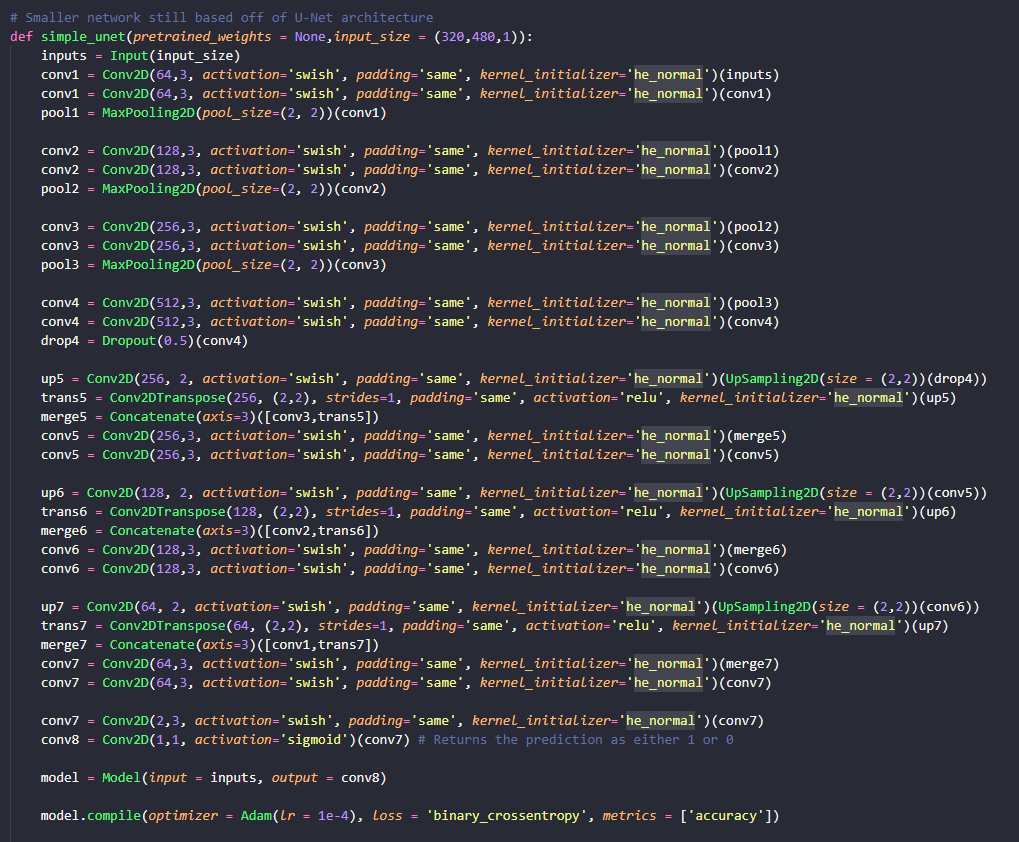 # Smaller network still based off of U-Net architecture
def simple_unet(pretrained_weights = None,input_size = (320,480,1)):
    inputs = Input(input_size)
    conv1 = Conv2D(64,3, activation='swish', padding='same', kernel_initializer='he_normal')(inputs)
    conv1 = Conv2D(64,3, activation='swish', padding='same', kernel_initializer='he_normal')(conv1)
    pool1 = MaxPooling2D(pool_size=(2, 2))(conv1)

    conv2 = Conv2D(128,3, activation='swish', padding='same', kernel_initializer='he_normal')(pool1)
    conv2 = Conv2D(128,3, activation='swish', padding='same', kernel_initializer='he_normal')(conv2)
    pool2 = MaxPooling2D(pool_size=(2, 2))(conv2)

    conv3 = Conv2D(256,3, activation='swish', padding='same', kernel_initializer='he_normal')(pool2)
    conv3 = Conv2D(256,3, activation='swish', padding='same', kernel_initializer='he_normal')(conv3)
    pool3 = MaxPooling2D(pool_size=(2, 2))(conv3)

    conv4 = Conv2D(512,3, activation='swish', padding='same', kernel_initializer='he_normal')(pool3)
    conv4 = Conv2D(512,3, activation='swish', padding='same', kernel_initializer='he_normal')(conv4)
    drop4 = Dropout(0.5)(conv4)

    up5 = Conv2D(256, 2, activation='swish', padding='same', kernel_initializer='he_normal')(UpSampling2D(size = (2,2))(drop4))
    trans5 = Conv2DTranspose(256, (2,2), strides=1, padding='same', activation='relu', kernel_initializer='he_normal')(up5)
    merge5 = Concatenate(axis=3)([conv3,trans5])
    conv5 = Conv2D(256,3, activation='swish', padding='same', kernel_initializer='he_normal')(merge5)
    conv5 = Conv2D(256,3, activation='swish', padding='same', kernel_initializer='he_normal')(conv5)

    up6 = Conv2D(128, 2, activation='swish', padding='same', kernel_initializer='he_normal')(UpSampling2D(size = (2,2))(conv5))
    trans6 = Conv2DTranspose(128, (2,2), strides=1, padding='same', activation='relu', kernel_initializer='he_normal')(up6)
    merge6 = Concatenate(axis=3)([conv2,trans6])
    conv6 = Conv2D(128,3, activation='swish', padding='same', kernel_initializer='he_normal')(merge6)
    conv6 = Conv2D(128,3, activation='swish', padding='same', kernel_initializer='he_normal')(conv6)

    up7 = Conv2D(64, 2, activation='swish', padding='same', kernel_initializer='he_normal')(UpSampling2D(size = (2,2))(conv6))
    trans7 = Conv2DTranspose(64, (2,2), strides=1, padding='same', activation='relu', kernel_initializer='he_normal')(up7)
    merge7 = Concatenate(axis=3)([conv1,trans7])
    conv7 = Conv2D(64,3, activation='swish', padding='same', kernel_initializer='he_normal')(merge7)
    conv7 = Conv2D(64,3, activation='swish', padding='same', kernel_initializer='he_normal')(conv7)

    conv7 = Conv2D(2,3, activation='swish', padding='same', kernel_initializer='he_normal')(conv7)
    conv8 = Conv2D(1,1, activation='sigmoid')(conv7) # Returns the prediction as either 1 or 0

    model = Model(input = inputs, output = conv8)

    model.compile(optimizer = Adam(lr = 1e-4), loss = 'binary_crossentropy', metrics = ['accuracy'])